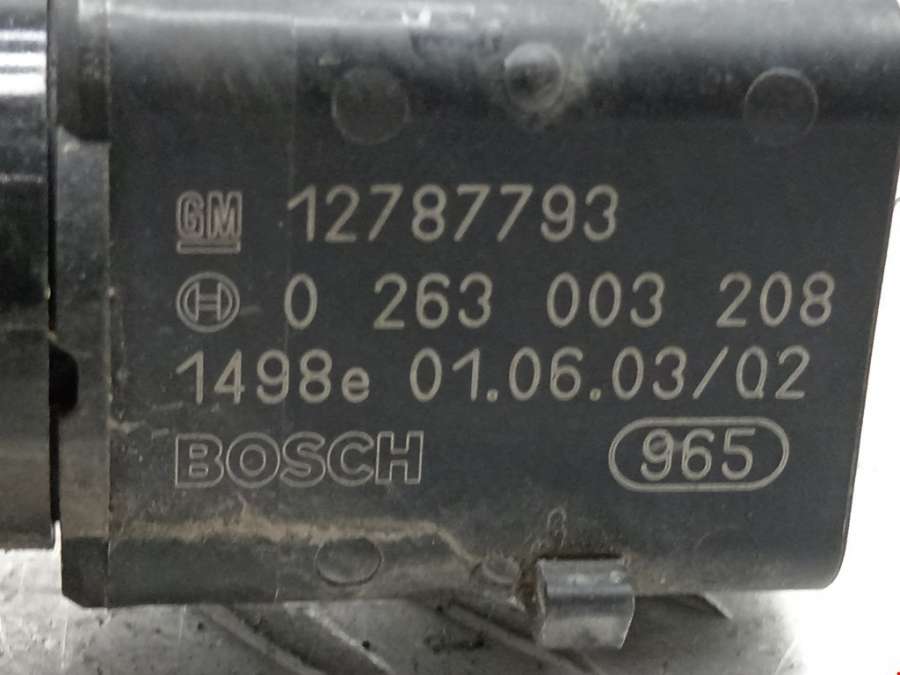 GM 12787793
0 263 003 208
1498e 01.06.03/02
BOSCH 965